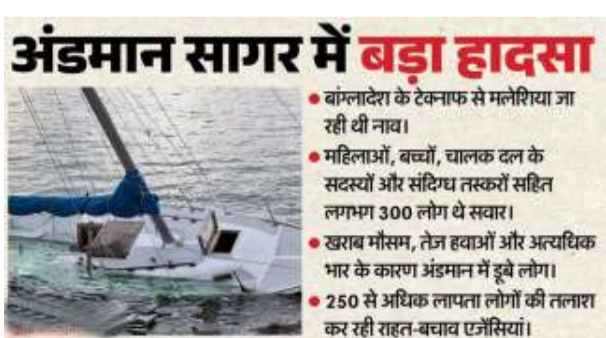 अंडमान सागर में बड़ा हादसा
• बांग्लादेश के टेक्नाफ से मलेशिया जा
रही थी नाव।
• महिलाओं, बच्चों, चालक दल के
सदस्यों और संदिग्ध तस्करों सहित
लगभग 300 लोग थे सवार।
• खराब मौसम, तेज हवाओं और अत्यधिक
भार के कारण अंडमान में डूबे लोग।
• 250 से अधिक लापता लोगों की तलाश
कर रही राहत-बचाव एजेंसियां।